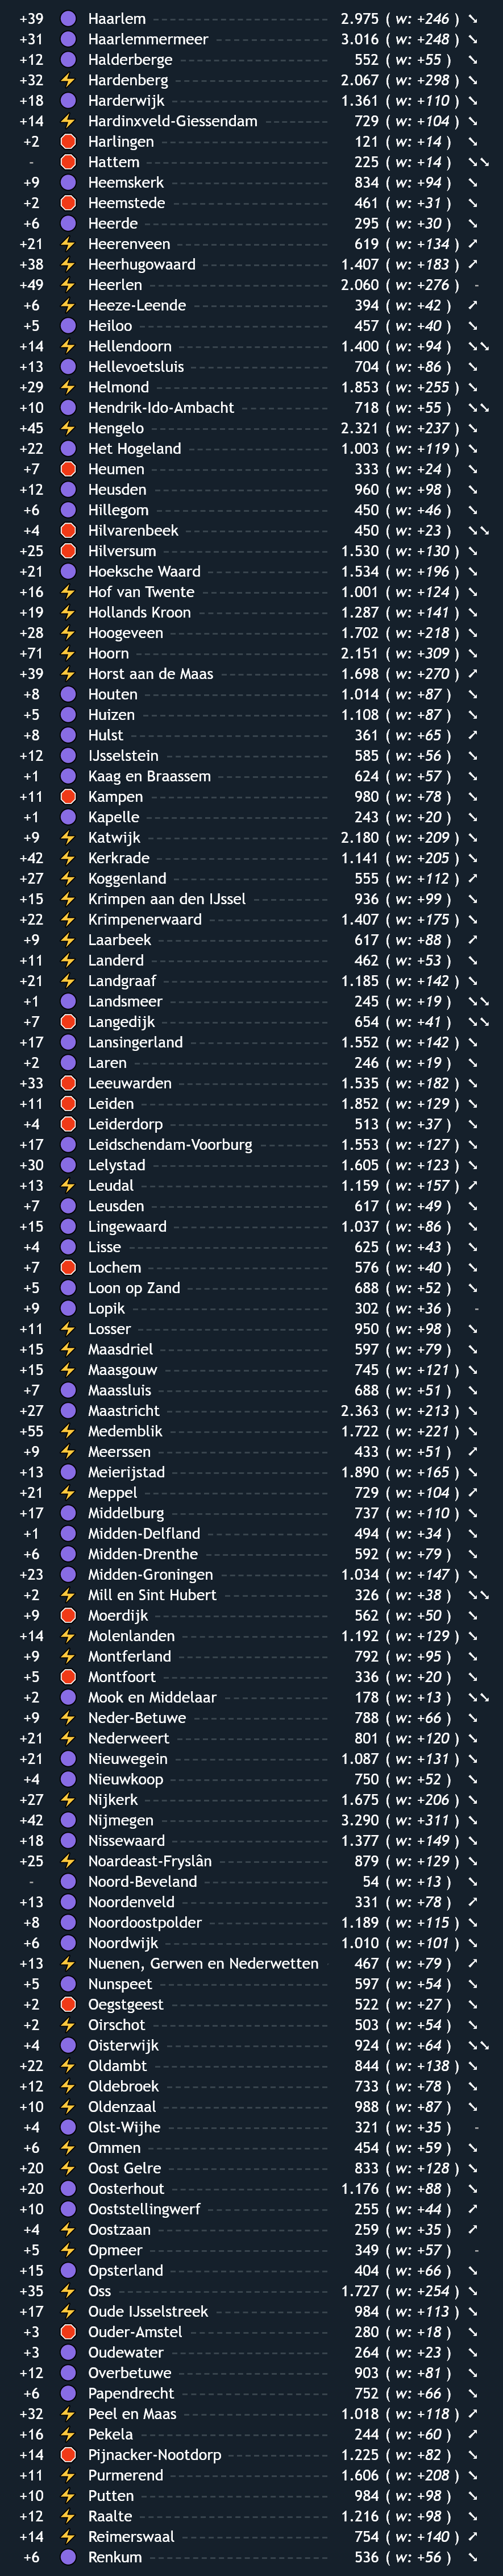 +39 Haarlem 2.975 ( w: +246 ) ↘
+31 Haarlemmermeer 3.016 ( w: +248 ) ↘
+12 Halderberge 552 ( w: +55 ) ↘
+32 Hardenberg 2.067 ( w: +298 ) ↘
+18 Harderwijk 1.361 ( w: +110 ) ↘
+14 Hardinxveld-Giessendam 729 ( w: +104 ) ↘
+2 Harlingen 121 ( w: +14 ) ↘
- Hattem 225 ( w: +14 ) ↘↘
+9 Heemskerk 834 ( w: +94 ) ↘
+2 Heemstede 461 ( w: +31 ) ↘
+6 Heerde 295 ( w: +30 ) ↘
+21 Heerenveen 619 ( w: +134 ) ↗
+38 Heerhugowaard 1.407 ( w: +183 ) ↗
+49 Heerlen 2.060 ( w: +276 ) -
+6 Heeze-Leende 394 ( w: +42 ) ↗
+5 Heiloo 457 ( w: +40 ) ↘
+14 Hellendoorn 1.400 ( w: +94 ) ↘↘
+13 Hellevoetsluis 704 ( w: +86 ) ↘
+29 Helmond 1.853 ( w: +255 ) ↘
+10 Hendrik-Ido-Ambacht 718 ( w: +55 ) ↘↘
+45 Hengelo 2.321 ( w: +237 ) ↘
+22 Het Hogeland 1.003 ( w: +119 ) ↘
+7 Heumen 333 ( w: +24 ) ↘
+12 Heusden 960 ( w: +98 ) ↘
+6 Hillegom 450 ( w: +46 ) ↘
+4 Hilvarenbeek 450 ( w: +23 ) ↘↘
+25 Hilversum 1.530 ( w: +130 ) ↘
+21 Hoeksche Waard 1.534 ( w: +196 ) ↘
+16 Hof van Twente 1.001 ( w: +124 ) ↘
+19 Hollands Kroon 1.287 ( w: +141 ) ↘
+28 Hoogeveen 1.702 ( w: +218 ) ↘
+71 Hoorn 2.151 ( w: +309 ) ↘
+39 Horst aan de Maas 1.698 ( w: +270 ) ↗
+8 Houten 1.014 ( w: +87 ) ↘
+5 Huizen 1.108 ( w: +87 ) ↘
+8 Hulst 361 ( w: +65 ) ↗
+12 IJsselstein 585 ( w: +56 ) ↘
+1 Kaag en Braassem 624 ( w: +57 ) ↘
+11 Kampen 980 ( w: +78 ) ↘
+1 Kapelle 243 ( w: +20 ) ↘
+9 Katwijk 2.180 ( w: +209 ) ↘
+42 Kerkrade 1.141 ( w: +205 ) ↘
+27 Koggenland 555 ( w: +112 ) ↗
+15 Krimpen aan den IJssel 936 ( w: +99 ) ↘
+22 Krimpenerwaard 1.407 ( w: +175 ) ↘
+9 Laarbeek 617 ( w: +88 ) ↗
+11 Landerd 462 ( w: +53 ) ↘
+21 Landgraaf 1.185 ( w: +142 ) ↘
+1 Landsmeer 245 ( w: +19 ) ↘↘
+7 Langedijk 654 ( w: +41 ) ↘↘
+17 Lansingerland 1.552 ( w: +142 ) ↘
+2 Laren 246 ( w: +19 ) ↘
+33 Leeuwarden 1.535 ( w: +182 ) ↘
+11 Leiden 1.852 ( w: +129 ) ↘
+4 Leiderdorp 513 ( w: +37 ) ↘
+17 Leidschendam-Voorburg 1.553 ( w: +127 ) ↘
+30 Lelystad 1.605 ( w: +123 ) ↘
+13 Leudal 1.159 ( w: +157 ) ↗
+7 Leusden 617 ( w: +49 ) ↘
+15 Lingewaard 1.037 ( w: +86 ) ↘
+4 Lisse 625 ( w: +43 ) ↘
+7 Lochem 576 ( w: +40 ) ↘
+5 Loon op Zand 688 ( w: +52 ) ↘
+9 Lopik 302 ( w: +36 ) -
+11 Losser 950 ( w: +98 ) ↘
+15 Maasdriel 597 ( w: +79 ) ↘
+15 Maasgouw 745 ( w: +121 ) ↘
+7 Maassluis 688 ( w: +51 ) ↘
+27 Maastricht 2.363 ( w: +213 ) ↘
+55 Medemblik 1.722 ( w: +221 ) ↘
+9 Meerssen 433 ( w: +51 ) ↗
+13 Meierijstad 1.890 ( w: +165 ) ↘
+21 Meppel 729 ( w: +104 ) ↗
+17 Middelburg 737 ( w: +110 ) ↘
+1 Midden-Delfland 494 ( w: +34 ) ↘
+6 Midden-Drenthe 592 ( w: +79 ) ↘
+23 Midden-Groningen 1.034 ( w: +147 ) ↘
+2 Mill en Sint Hubert 326 ( w: +38 ) ↘↘
+9 Moerdijk 562 ( w: +50 ) ↘
+14 Molenlanden 1.192 ( w: +129 ) ↘
+9 Montferland 792 ( w: +95 ) ↘
+5 Montfoort 336 ( w: +20 ) ↘
+2 Mook en Middelaar 178 ( w: +13 ) ↘↘
+9 Neder-Betuwe 788 ( w: +66 ) ↘
+21 Nederweert 801 ( w: +120 ) ↘
+21 Nieuwegein 1.087 ( w: +131 ) ↘
+4 Nieuwkoop 750 ( w: +52 ) ↘
+27 Nijkerk 1.675 ( w: +206 ) ↘
+42 Nijmegen 3.290 ( w: +311 ) ↘
+18 Nissewaard 1.377 ( w: +149 ) ↘
+25 Noardeast-Fryslân 879 ( w: +129 ) ↘
- Noord-Beveland 54 ( w: +13 ) ↘
+13 Noordenveld 331 ( w: +78 ) ↗
+8 Noordoostpolder 1.189 ( w: +115 ) ↘
+6 Noordwijk 1.010 ( w: +101 ) ↘
+13 Nuenen, Gerwen en Nederwetten 467 ( w: +79 ) ↗
+5 Nunspeet 597 ( w: +54 ) ↘
+2 Oegstgeest 522 ( w: +27 ) ↘
+2 Oirschot 503 ( w: +54 ) ↘
+4 Oisterwijk 924 ( w: +64 ) ↘↘
+22 Oldambt 844 ( w: +138 ) ↘
+12 Oldebroek 733 ( w: +78 ) ↘
+10 Oldenzaal 988 ( w: +87 ) ↘
+4 Olst-Wijhe 321 ( w: +35 ) -
+6 Ommen 454 ( w: +59 ) ↘
+20 Oost Gelre 833 ( w: +128 ) ↘
+20 Oosterhout 1.176 ( w: +88 ) ↘
+10 Ooststellingwerf 255 ( w: +44 ) ↗
+4 Oostzaan 259 ( w: +35 ) ↗
+5 Opmeer 349 ( w: +57 ) -
+15 Opsterland 404 ( w: +66 ) ↘
+35 Oss 1.727 ( w: +254 ) ↘
+17 Oude IJsselstreek 984 ( w: +113 ) ↘
+3 Ouder-Amstel 280 ( w: +18 ) ↘
+3 Oudewater 264 ( w: +23 ) ↘
+12 Overbetuwe 903 ( w: +81 ) ↘
+6 Papendrecht 752 ( w: +66 ) ↘
+32 Peel en Maas 1.018 ( w: +118 ) ↗
+16 Pekela 244 ( w: +60 ) ↗
+14 Pijnacker-Nootdorp 1.225 ( w: +82 ) ↘
+11 Purmerend 1.606 ( w: +208 ) ↘
+10 Putten 984 ( w: +98 ) ↘
+12 Raalte 1.216 ( w: +98 ) ↘
+14 Reimerswaal 754 ( w: +140 ) ↗
+6 Renkum 536 ( w: +56 ) ↘